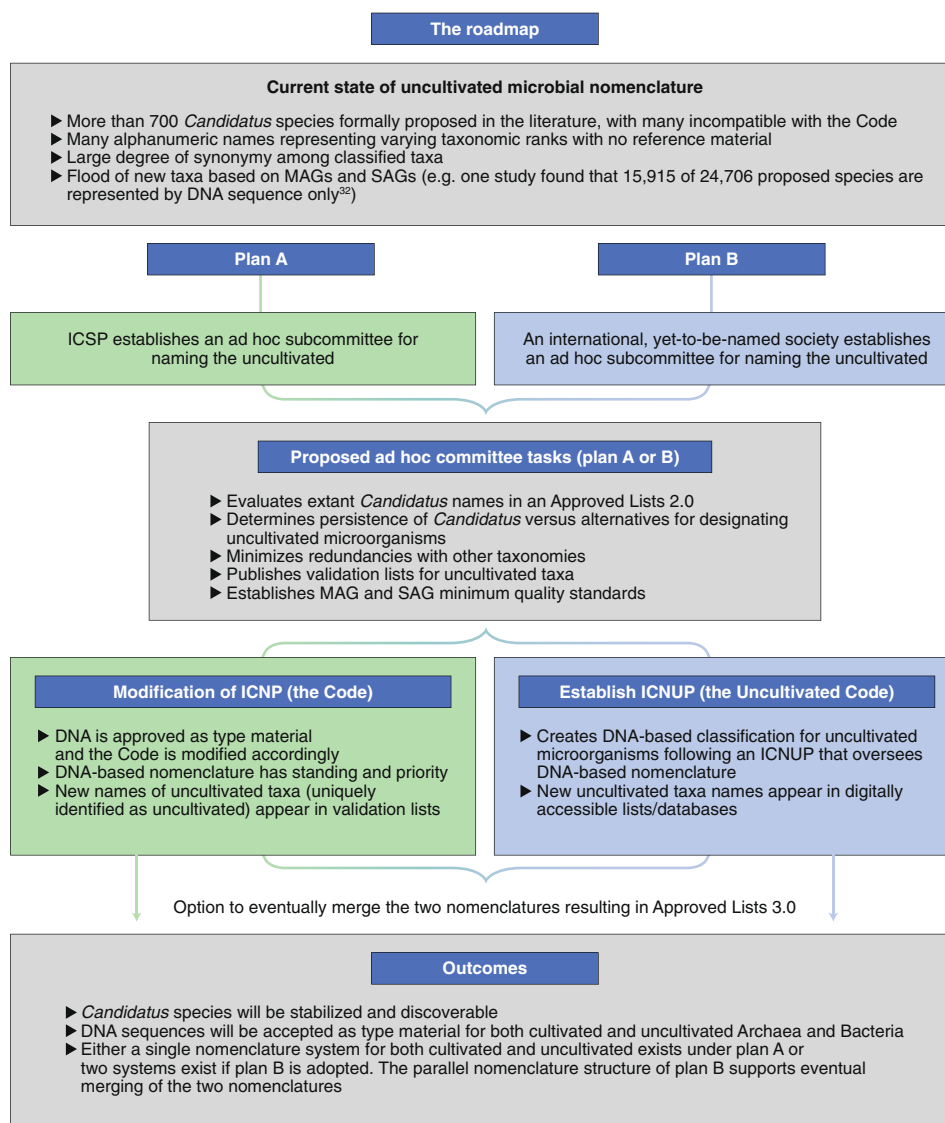 The roadmap
Current state of uncultivated microbial nomenclature
▶ More than 700 Candidatus species formally proposed in the literature, with many incompatible with the Code
▶ Many alphanumeric names representing varying taxonomic ranks with no reference material
▶ Large degree of synonymy among classified taxa
▶ Flood of new taxa based on MAGs and SAGs (e.g. one study found that 15,915 of 24,706 proposed species are
represented by DNA sequence only³²)
Plan A
Plan B
ICSP establishes an ad hoc subcommittee for
naming the uncultivated
An international, yet-to-be-named society establishes
an ad hoc subcommittee for naming the uncultivated
Proposed ad hoc committee tasks (plan A or B)
▶ Evaluates extant Candidatus names in an Approved Lists 2.0
▶ Determines persistence of Candidatus versus alternatives for designating
uncultivated microorganisms
▶ Minimizes redundancies with other taxonomies
▶ Publishes validation lists for uncultivated taxa
▶ Establishes MAG and SAG minimum quality standards
Modification of ICNP (the Code)
▶ DNA is approved as type material
and the Code is modified accordingly
▶ DNA-based nomenclature has standing and priority
▶ New names of uncultivated taxa (uniquely
identified as uncultivated) appear in validation lists
Establish ICNUP (the Uncultivated Code)
▶ Creates DNA-based classification for uncultivated
microorganisms following an ICNUP that oversees
DNA-based nomenclature
▶ New uncultivated taxa names appear in digitally
accessible lists/databases
Option to eventually merge the two nomenclatures resulting in Approved Lists 3.0
Outcomes
▶ Candidatus species will be stabilized and discoverable
▶ DNA sequences will be accepted as type material for both cultivated and uncultivated Archaea and Bacteria
▶ Either a single nomenclature system for both cultivated and uncultivated exists under plan A or
two systems exist if plan B is adopted. The parallel nomenclature structure of plan B supports eventual
merging of the two nomenclatures